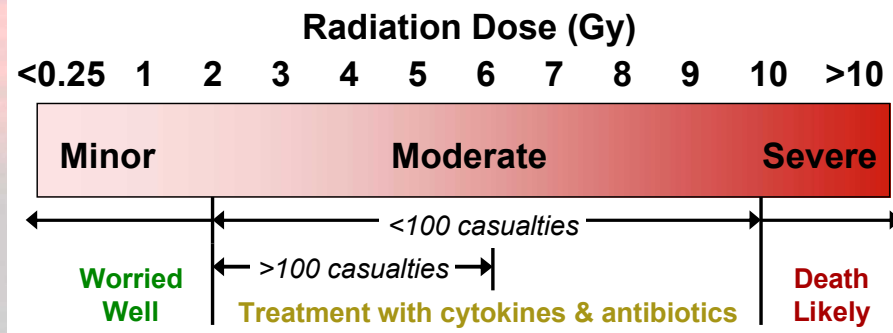 Radiation Dose (Gy)
<0.25 1 2 3 4 5 6 7 8 9 10 >10
Minor Moderate Severe
<100 casualties
>100 casualties
Worried
Well
Treatment with cytokines & antibiotics
Death
Likely